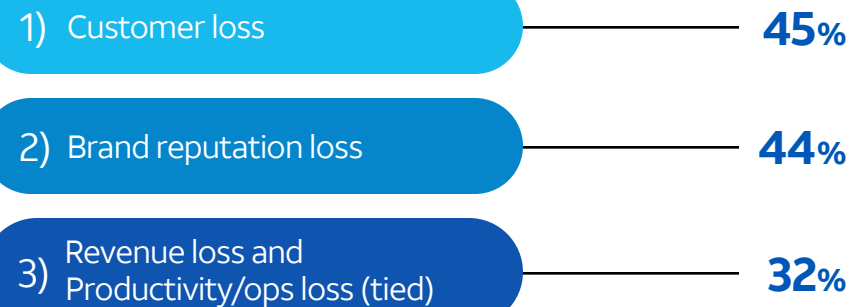 1) Customer loss 45%
2) Brand reputation loss 44%
3) Revenue loss and
Productivity/ops loss (tied) 32%